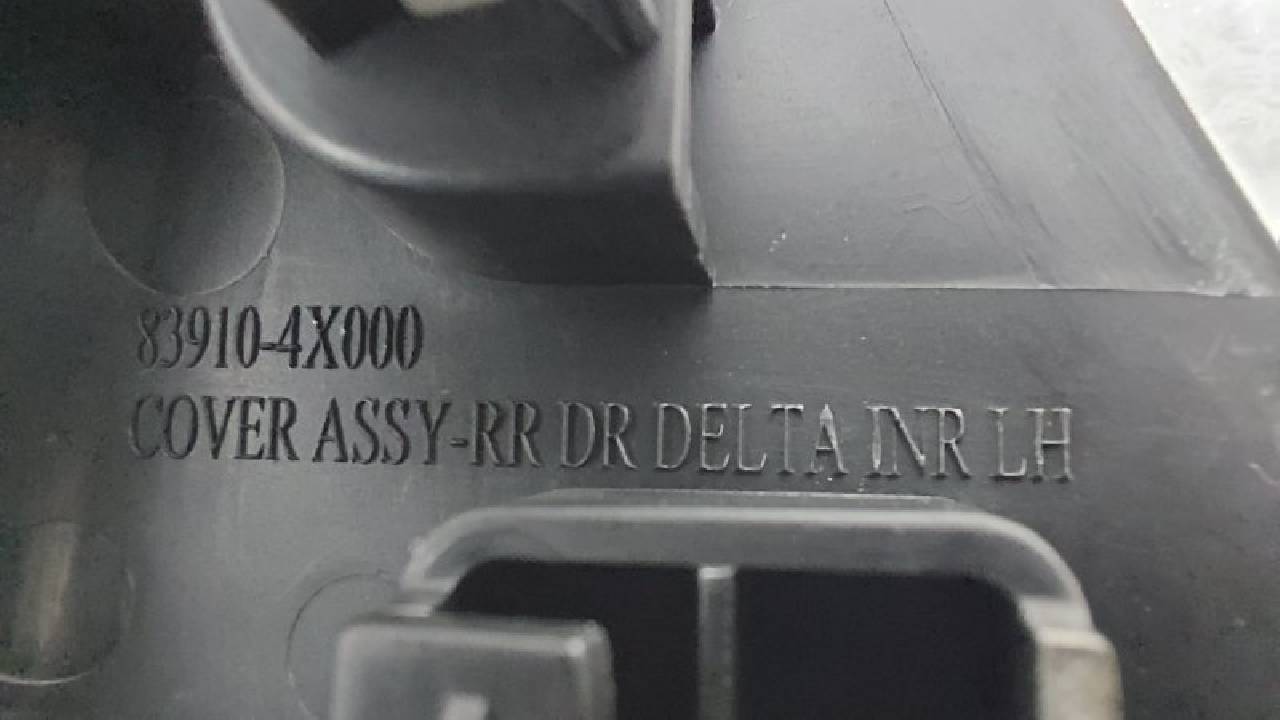 83910-4X000
COVER ASSY-RR DR DELTA INR LH